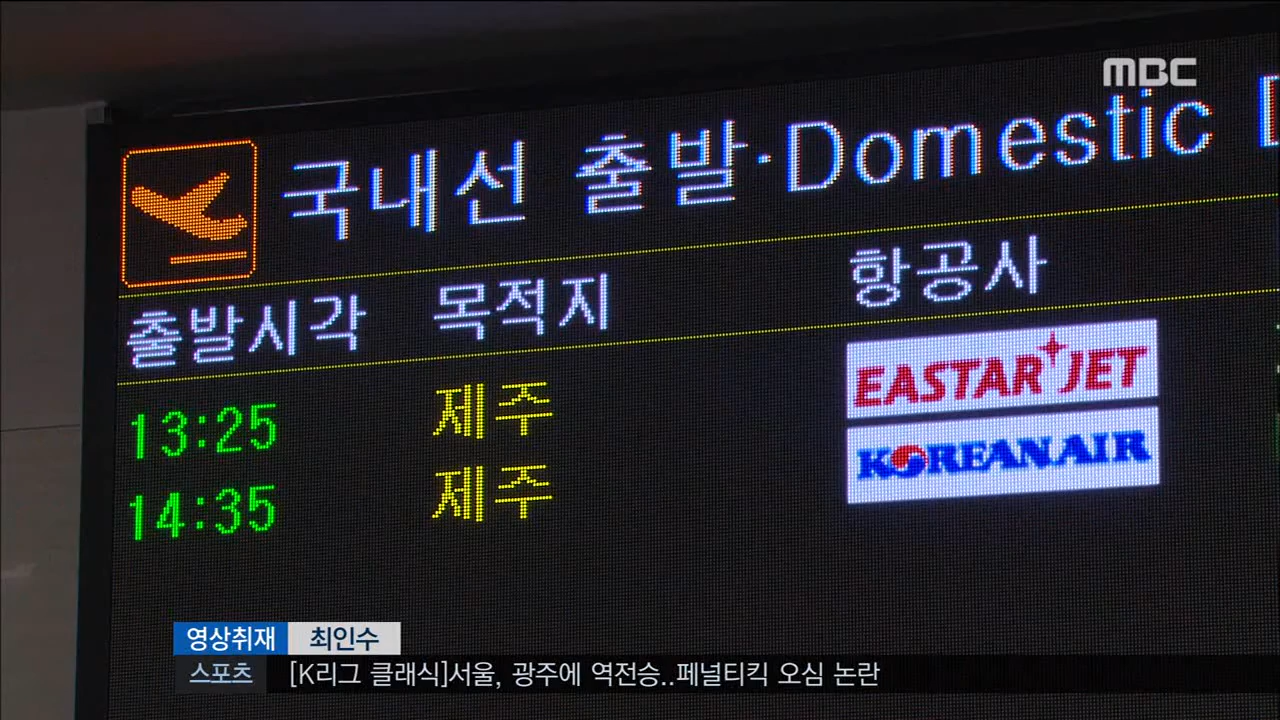 MBC
국내선 출발·Domestic
출발시각 목적지 항공사
13:25 제주 EASTAR JET
14:35 제주 KOREAN AIR
영상취재 최인수
스포츠 [K리그 클래식]서울, 광주에 역전승..페널티킥 오심 논란